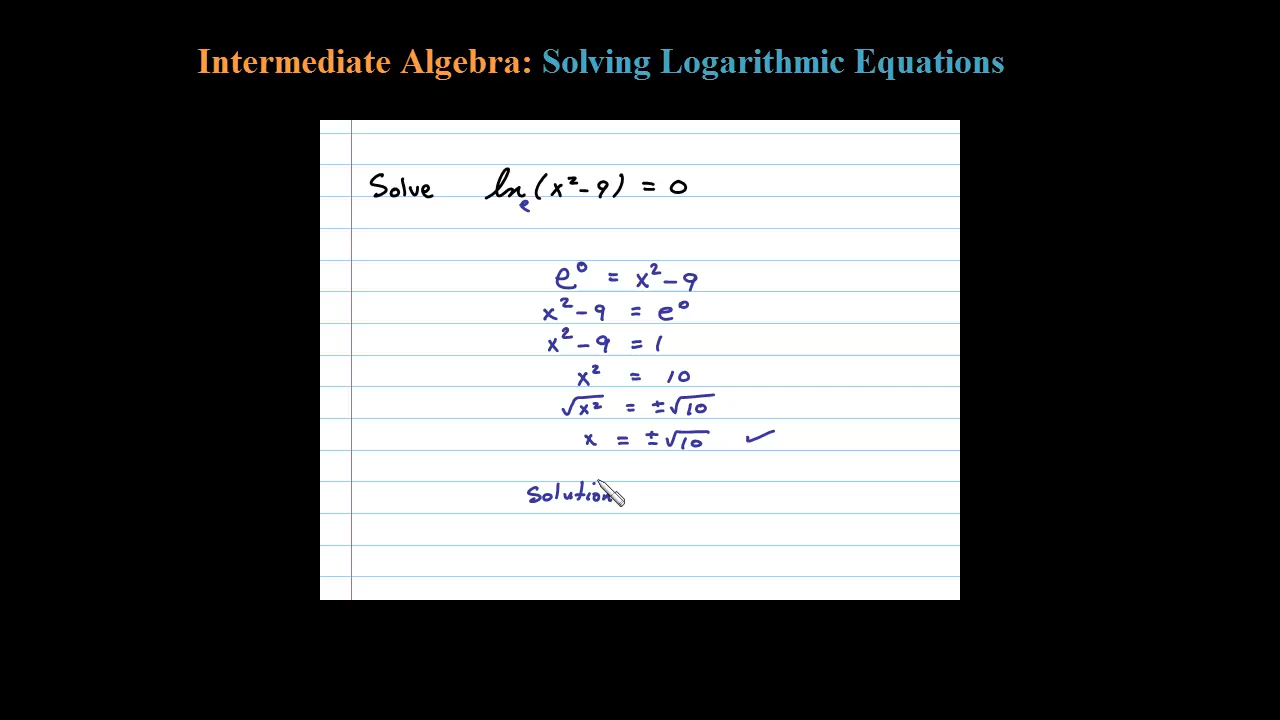 Intermediate Algebra: Solving Logarithmic Equations
Solve ln_e(x²-9) = 0
e⁰ = x²-9
x²-9 = e⁰
x²-9 = 1
x² = 10
√x² = ±√10
x = ±√10 ✓
Solution